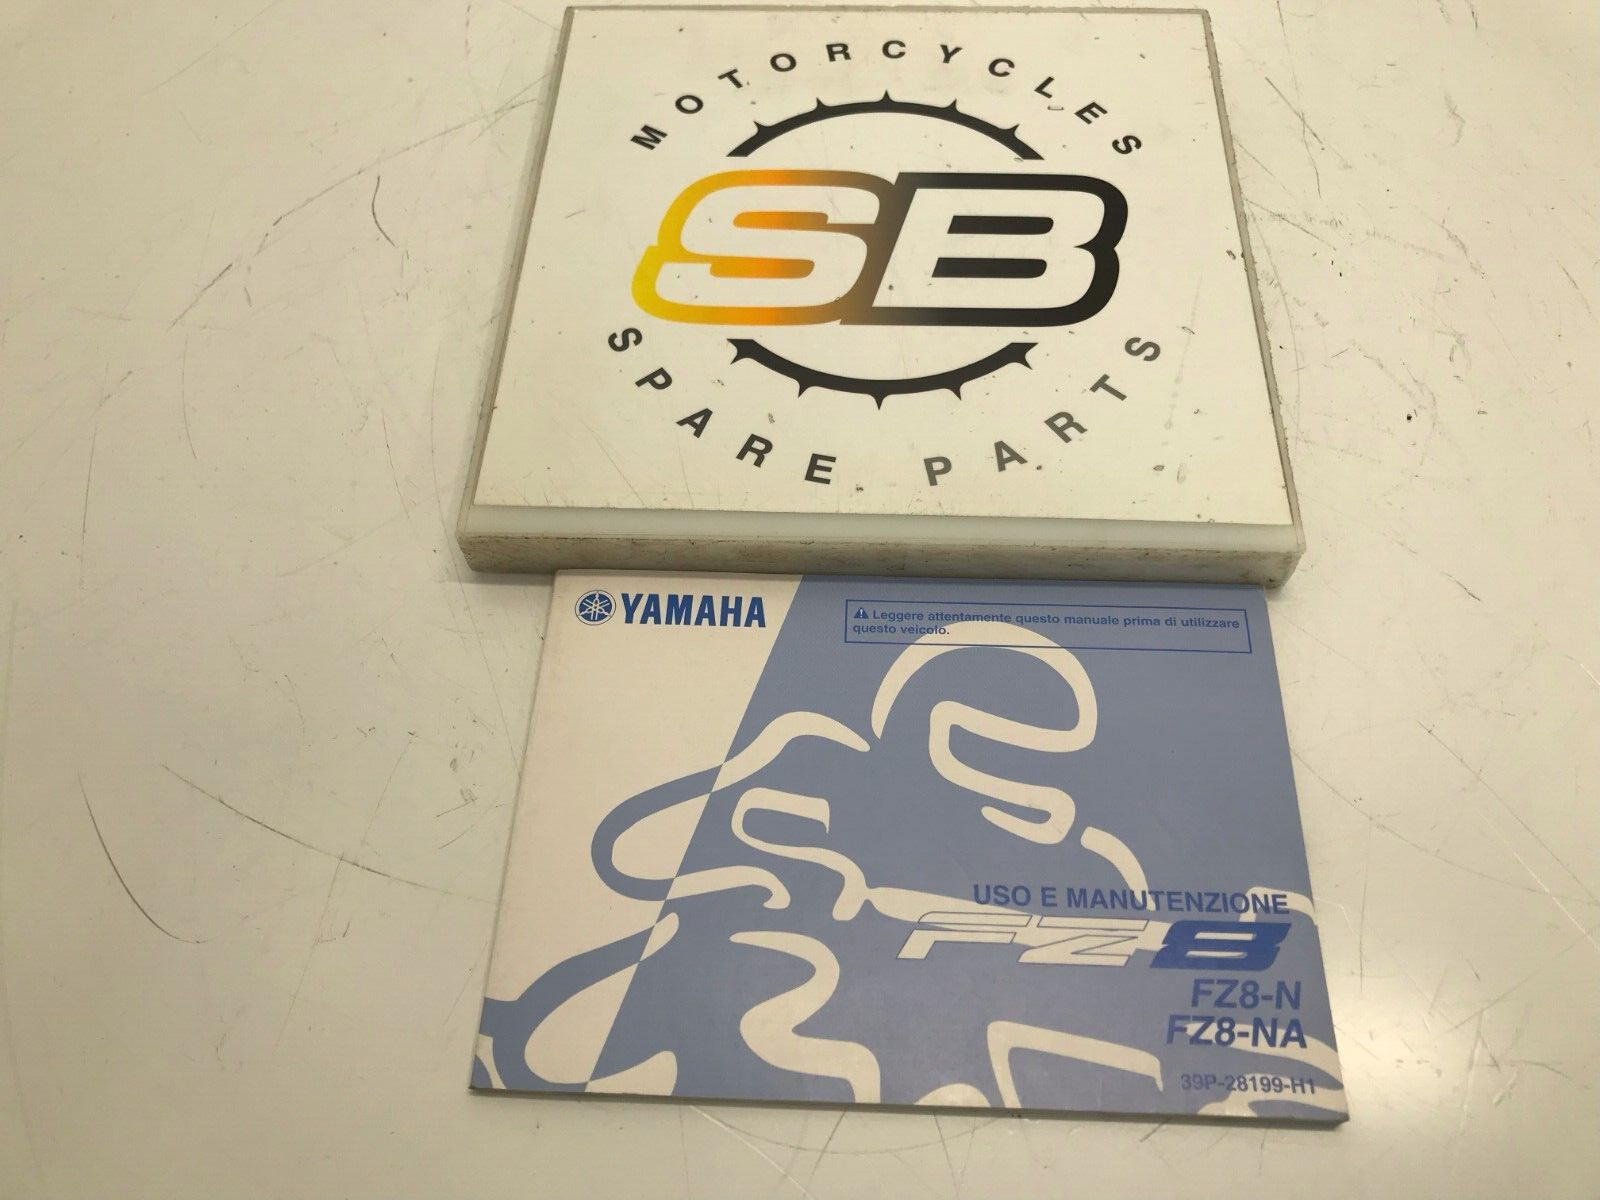 MOTORCYCLES
SB
SPARE PARTS
YAMAHA
Leggere attentamente questo manuale prima di utilizzare
questo veicolo.
USO E MANUTENZIONE
FZ8
FZ8-N
FZ8-NA
39P-28199-H1